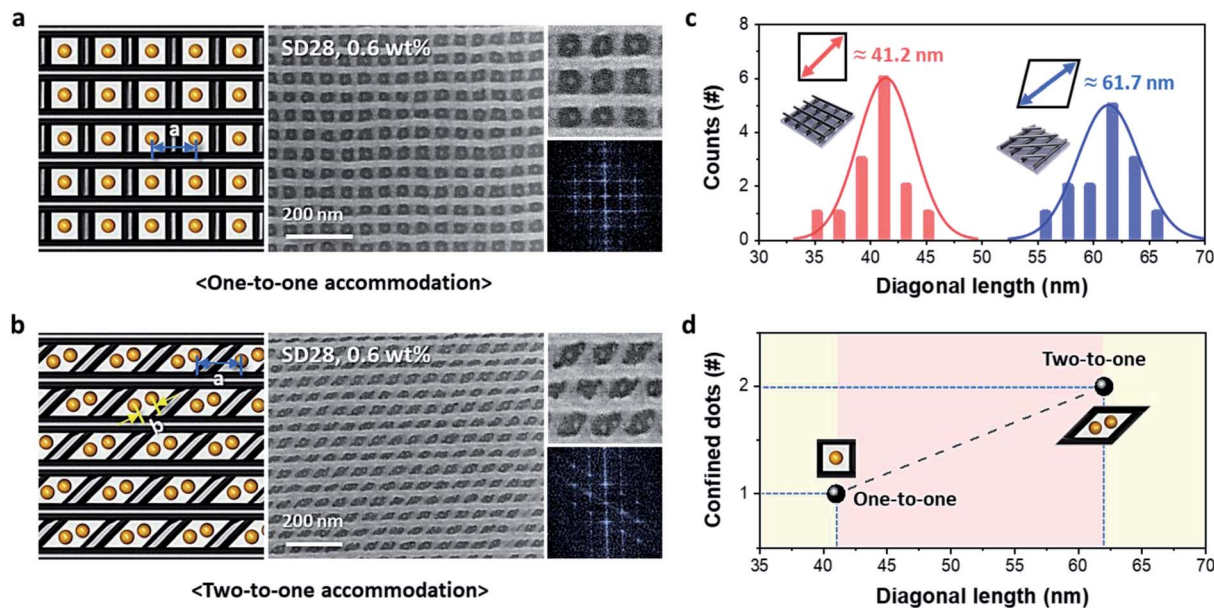 a
SD28, 0.6 wt%
a
200 nm
<One-to-one accommodation>
b
SD28, 0.6 wt%
a
b
200 nm
<Two-to-one accommodation>
c
Counts (#)
8
6
4
2
0
≈ 41.2 nm
≈ 61.7 nm
30 35 40 45 50 55 60 65 70
Diagonal length (nm)
d
Confined dots (#)
2
1
Two-to-one
One-to-one
35 40 45 50 55 60 65 70
Diagonal length (nm)